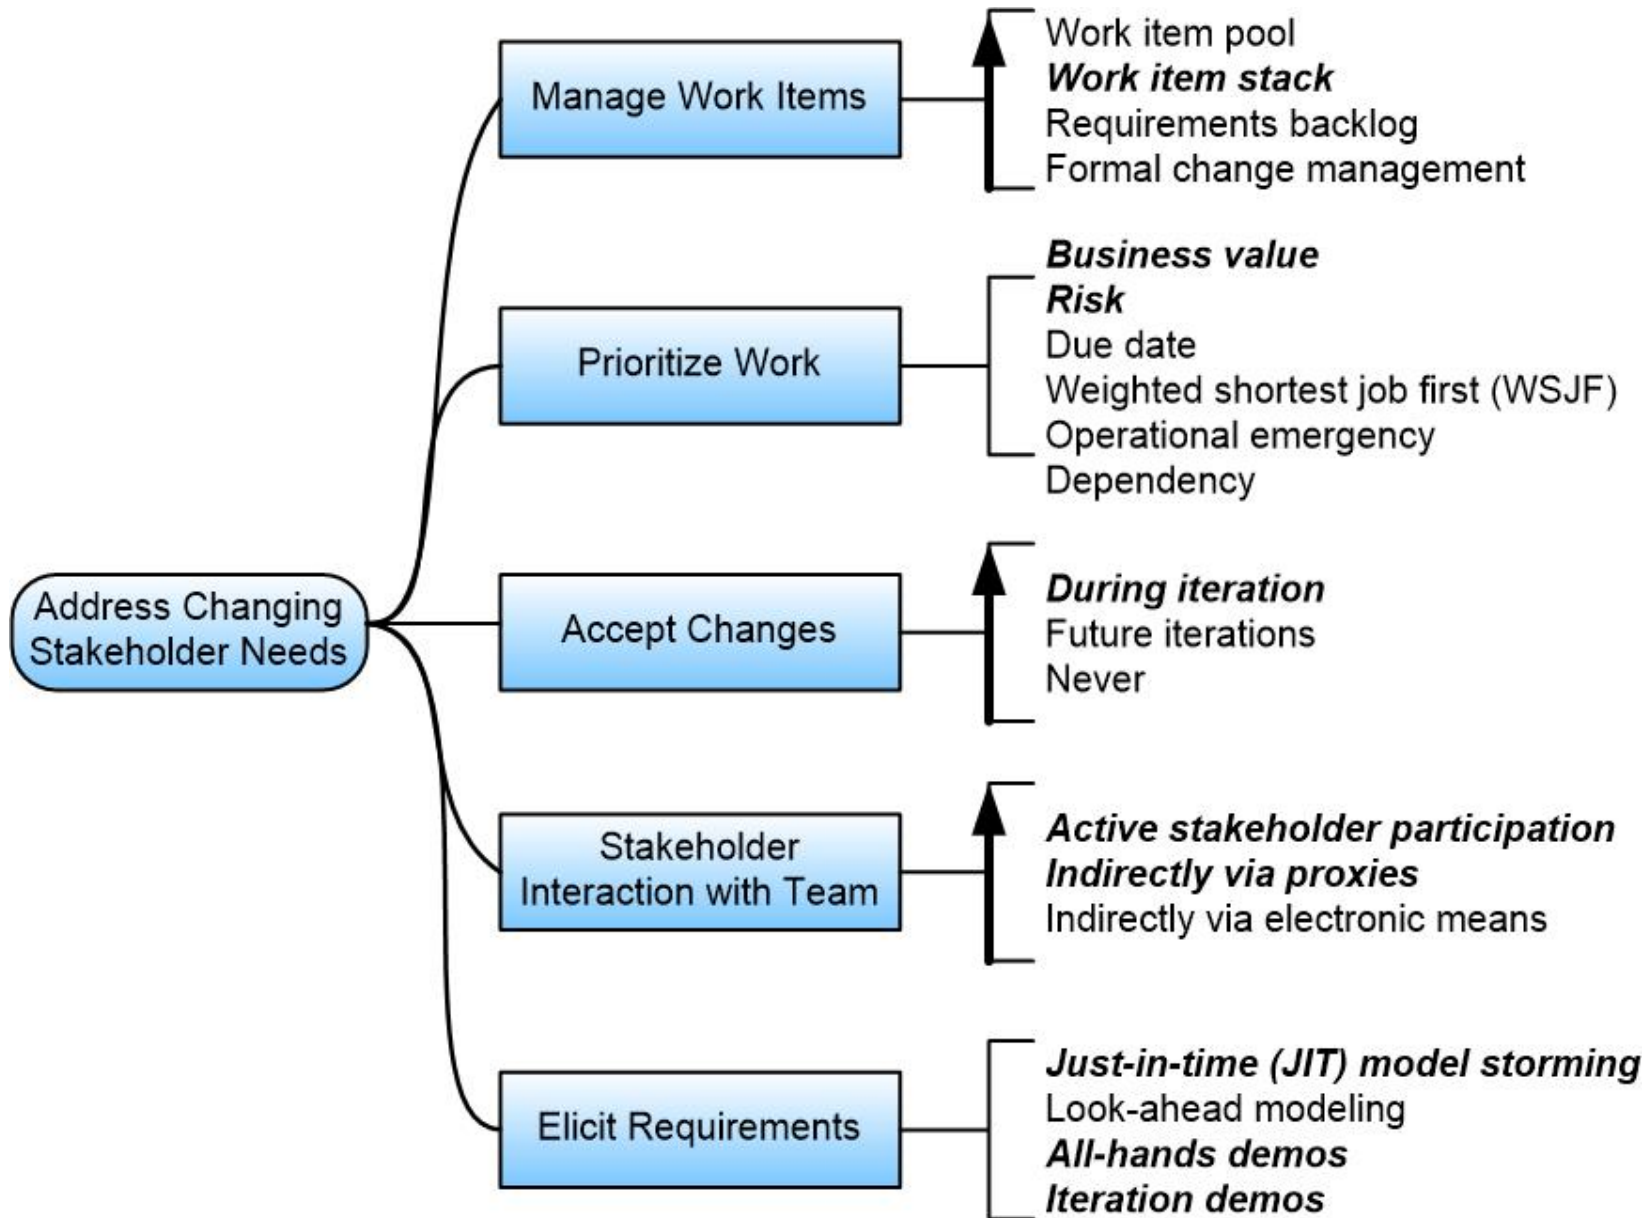 Manage Work Items
Work item pool
Work item stack
Requirements backlog
Formal change management
Prioritize Work
Business value
Risk
Due date
Weighted shortest job first (WSJF)
Operational emergency
Dependency
Address Changing
Stakeholder Needs
Accept Changes
During iteration
Future iterations
Never
Stakeholder
Interaction with Team
Active stakeholder participation
Indirectly via proxies
Indirectly via electronic means
Elicit Requirements
Just-in-time (JIT) model storming
Look-ahead modeling
All-hands demos
Iteration demos